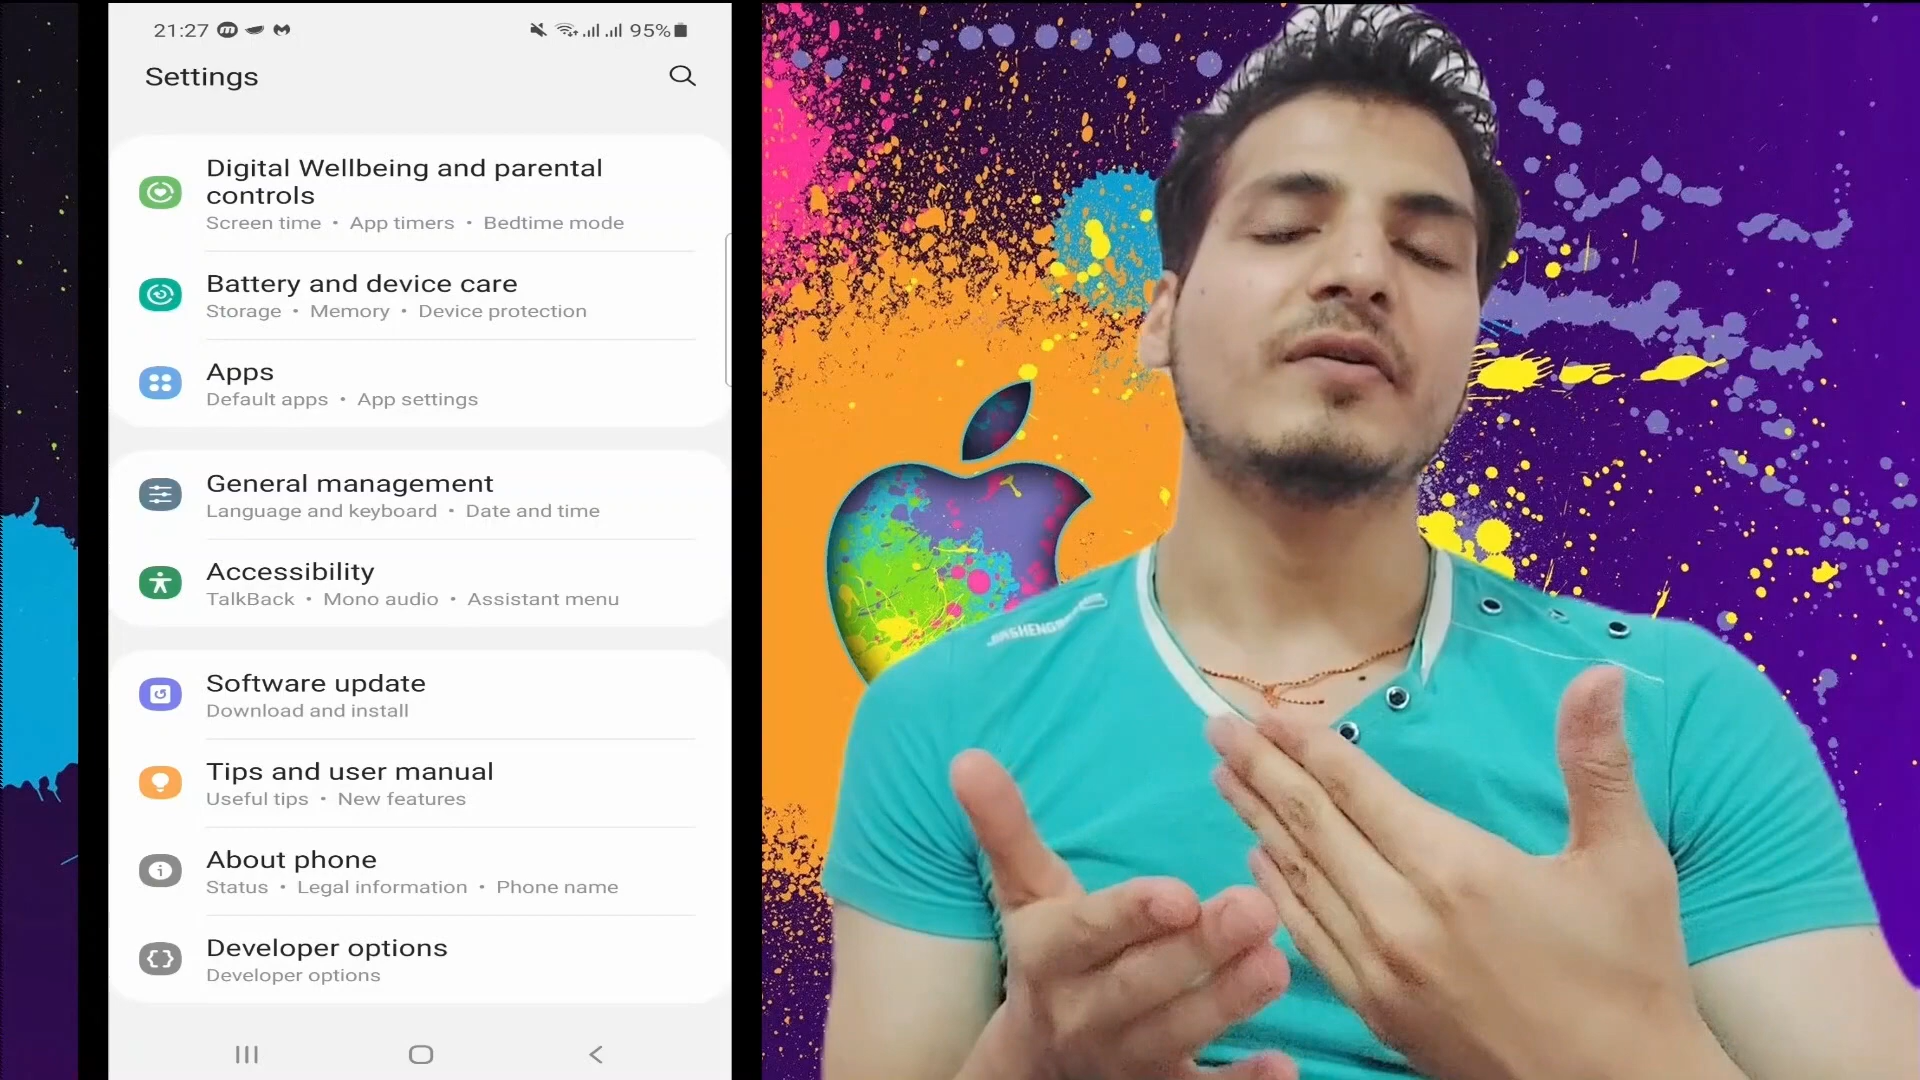 21:27
95%
Settings
Digital Wellbeing and parental
controls
Screen time • App timers • Bedtime mode
Battery and device care
Storage • Memory • Device protection
Apps
Default apps • App settings
General management
Language and keyboard • Date and time
Accessibility
TalkBack • Mono audio • Assistant menu
Software update
Download and install
Tips and user manual
Useful tips • New features
About phone
Status • Legal information • Phone name
Developer options
Developer options